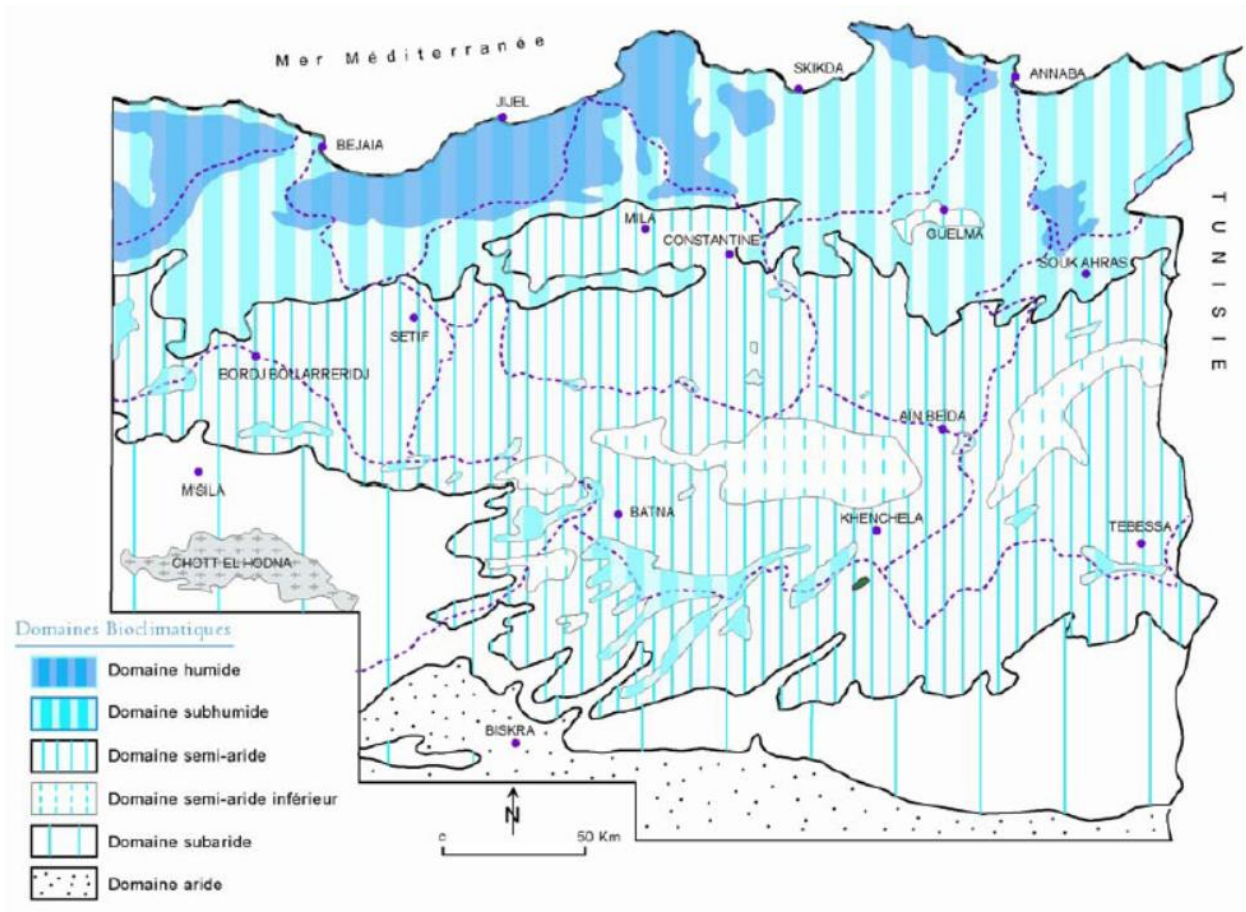 Mer Méditerranée
SKIKDA
ANNABA
JIJEL
BEJAIA
TUNISIE
MILA
CONSTANTINE
GUELMA
SOUK AHRAS
SETIF
BORDJ BOUARRERIDJ
AIN BEIDA
M'SILA
BATNA
KHENCHELA
TEBESSA
CHOTT EL HODNA
BISKRA
Domaines Bioclimatiques
Domaine humide
Domaine subhumide
Domaine semi-aride
Domaine semi-aride inférieur
Domaine subaride
Domaine aride
N
50 Km